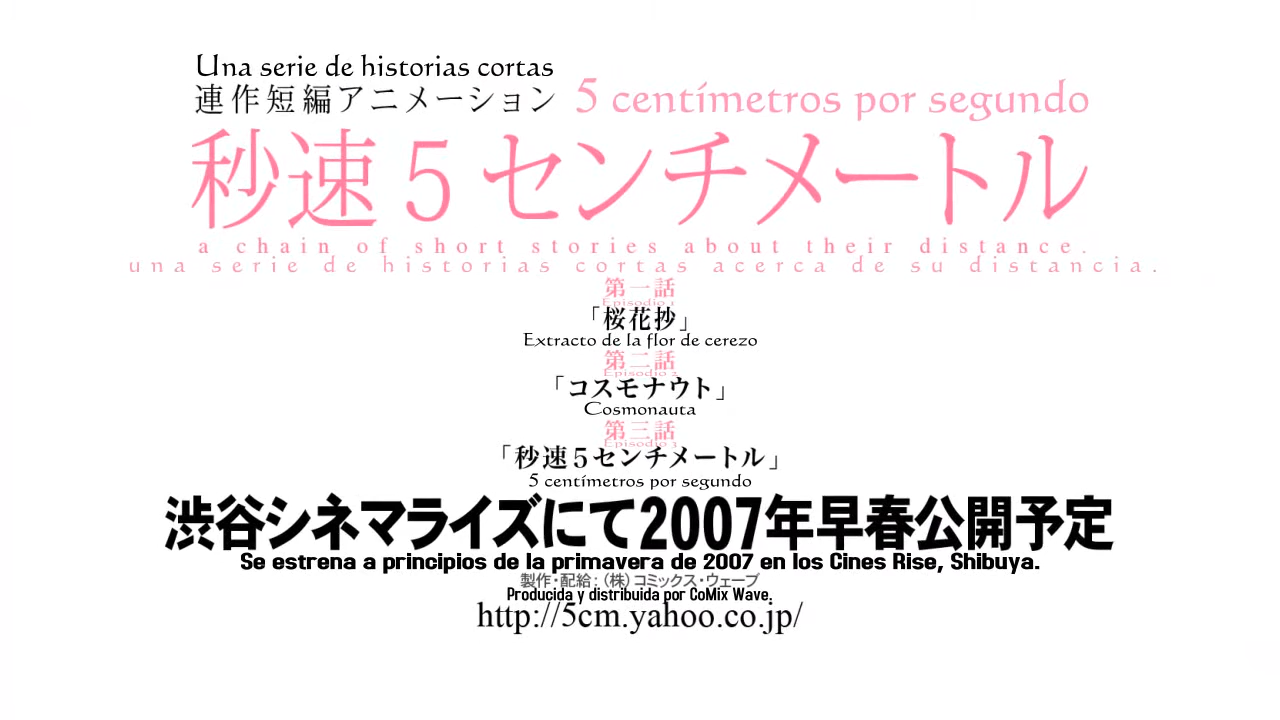 Una serie de historias cortas
連作短編アニメーション
5 centímetros por segundo
秒速5センチメートル
a chain of short stories about their distance.
una serie de historias cortas acerca de su distancia.
第一話
Episodio 1
「桜花抄」
Extracto de la flor de cerezo
第二話
Episodio 2
「コスモナウト」
Cosmonauta
第三話
Episodio 3
「秒速5センチメートル」
5 centímetros por segundo
渋谷シネマライズにて2007年早春公開予定
Se estrena a principios de la primavera de 2007 en los Cines Rise, Shibuya.
製作・配給:(株)コミックス・ウェーブ
Producida y distribuida por CoMix Wave.
http://5cm.yahoo.co.jp/